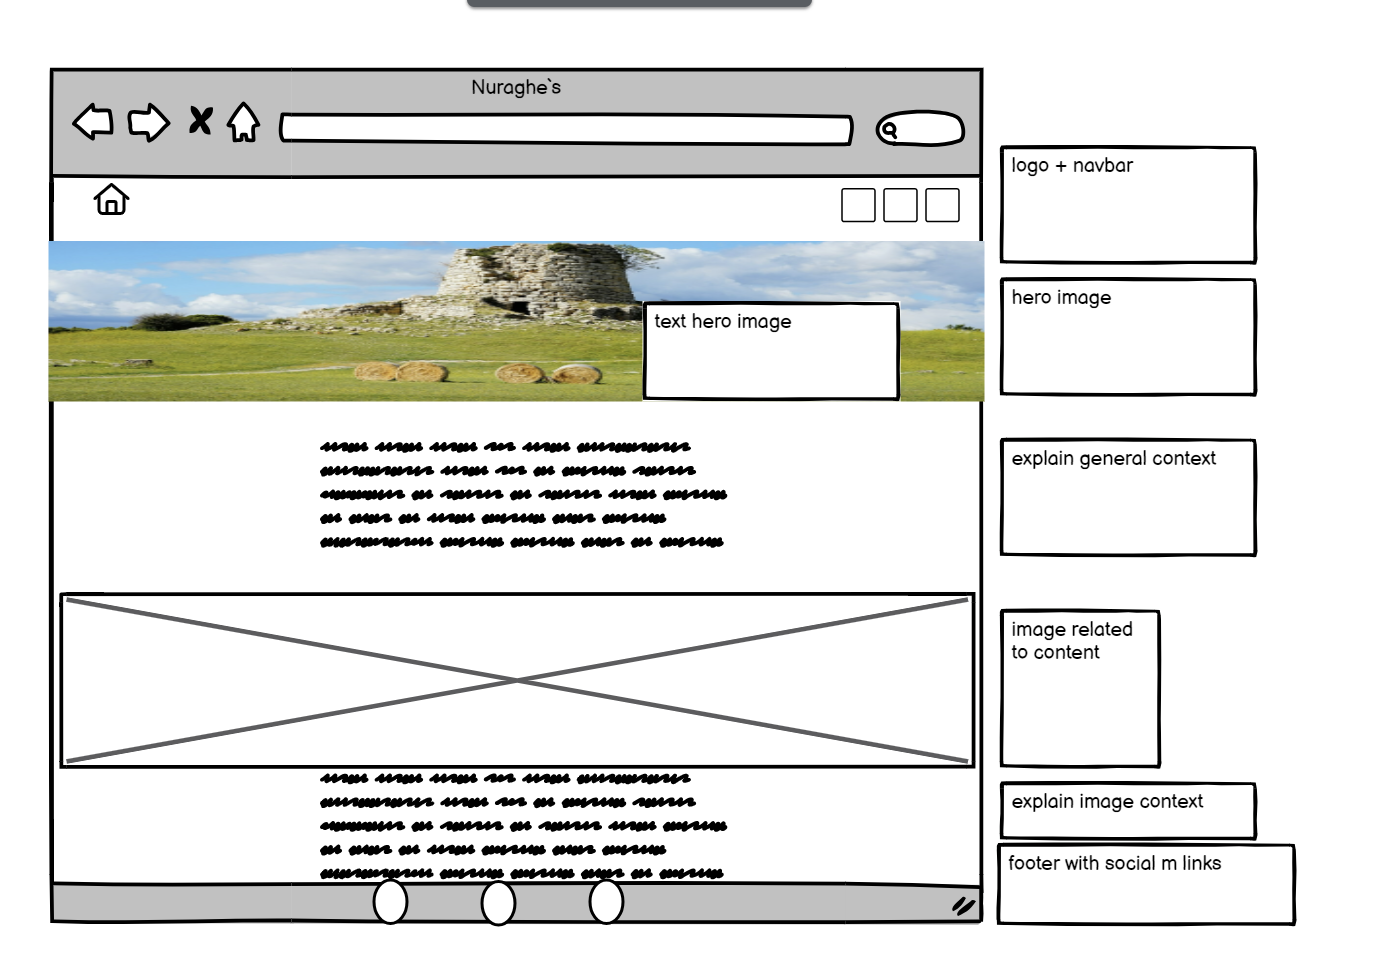 Nuraghe`s
logo + navbar
hero image
text hero image
explain general context
image related
to content
explain image context
footer with social m links